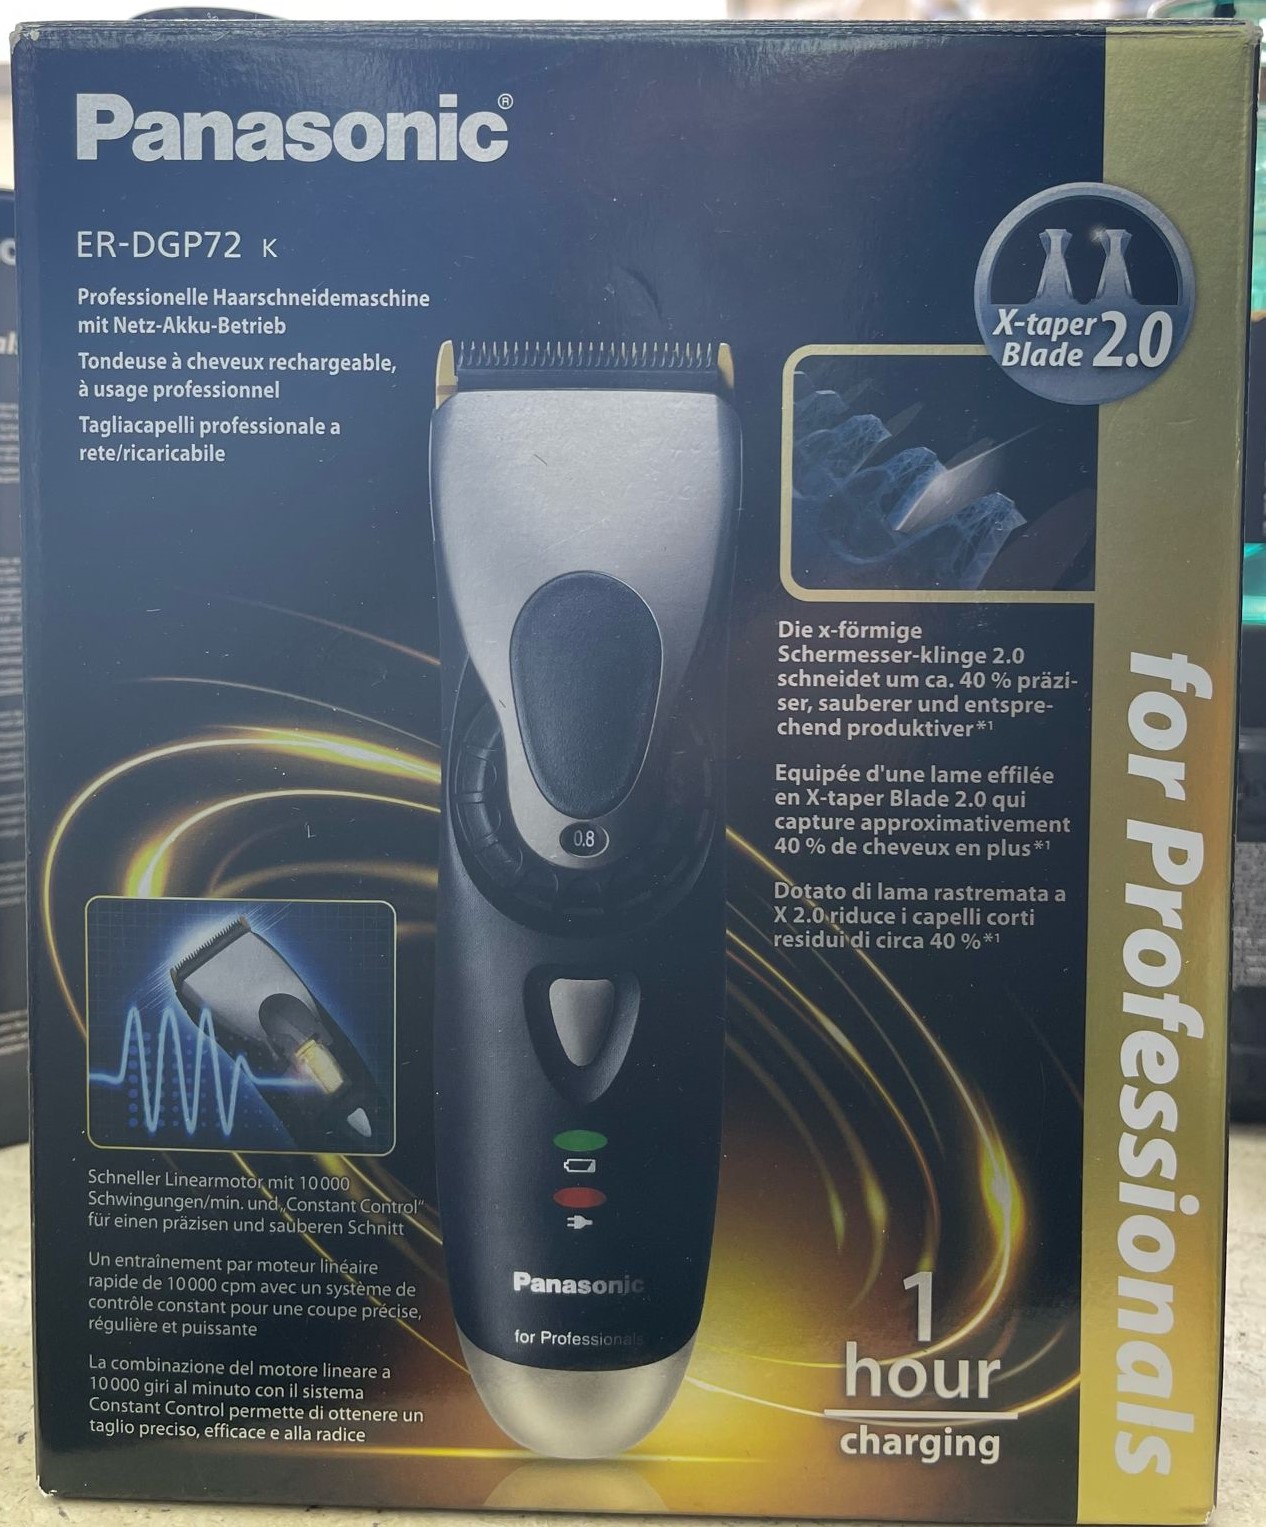 Panasonic®
ER-DGP72 K
Professionelle Haarschneidemaschine
mit Netz-Akku-Betrieb
Tondeuse à cheveux rechargeable,
à usage professionnel
Tagliacapelli professionale a
rete/ricaricabile
X-taper
Blade 2.0
Die x-förmige
Schermesser-klinge 2.0
schneidet um ca. 40 % präzi-
ser, sauberer und entspre-
chend produktiver*1
Equipée d'une lame effilée
en X-taper Blade 2.0 qui
capture approximativement
40 % de cheveux en plus*1
Dotato di lama rastremata a
X 2.0 riduce i capelli corti
residui di circa 40 %*1
0.8
Schneller Linearmotor mit 10 000
Schwingungen/min. und „Constant Control“
für einen präzisen und sauberen Schnitt
Un entraînement par moteur linéaire
rapide de 10 000 cpm avec un système de
contrôle constant pour une coupe précise,
régulière et puissante
La combinazione del motore lineare a
10 000 giri al minuto con il sistema
Constant Control permette di ottenere un
taglio preciso, efficace e alla radice
Panasonic
for Professionals
1
hour
charging
for Professionals